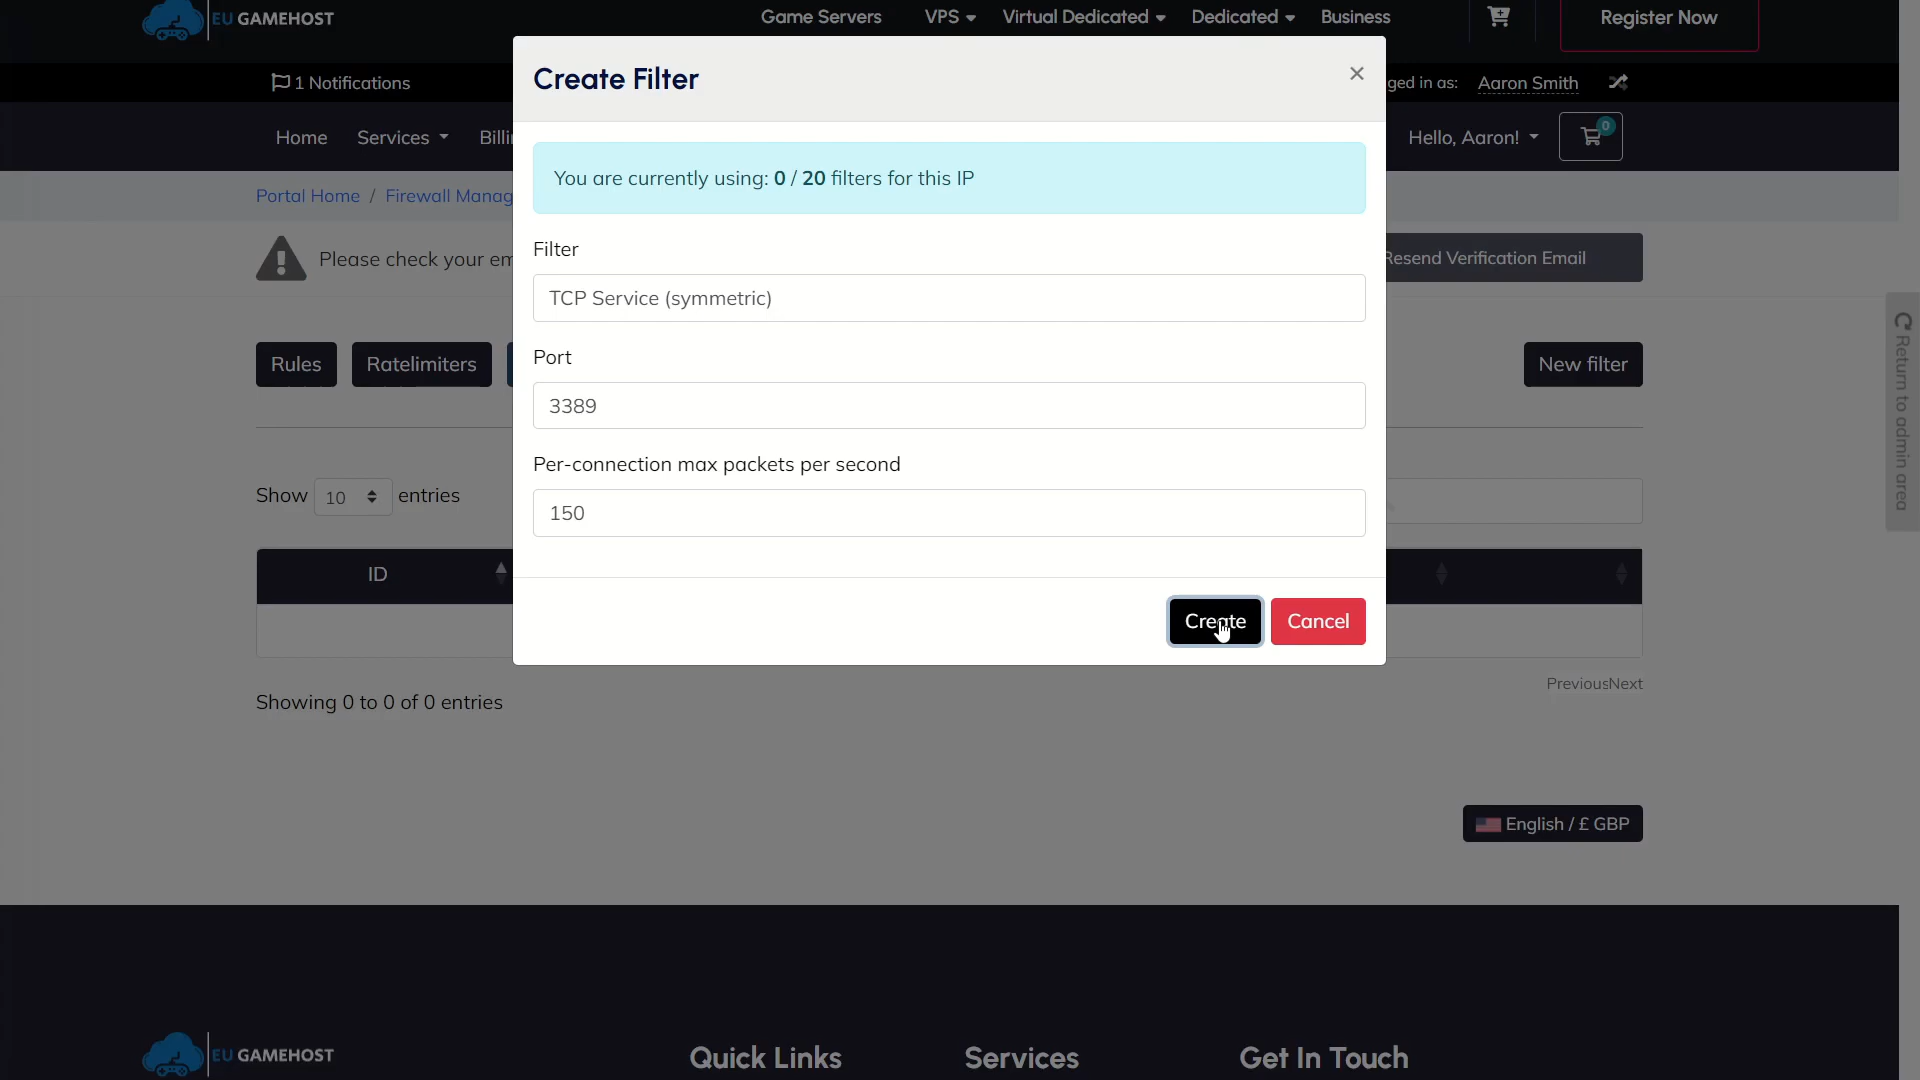 EU GAMEHOST
Game Servers VPS Virtual Dedicated Dedicated Business
Register Now
Create Filter
×
1 Notifications
ged in as: Aaron Smith
Home Services Billi
Hello, Aaron!
0
You are currently using: 0 / 20 filters for this IP
Portal Home / Firewall Manag
Filter
Please check your em
Resend Verification Email
TCP Service (symmetric)
Return to admin area
Port
Rules Ratelimiters
New filter
3389
Per-connection max packets per second
Show 10 entries
150
ID
Create Cancel
PreviousNext
Showing 0 to 0 of 0 entries
English / £ GBP
EU GAMEHOST
Quick Links Services Get In Touch